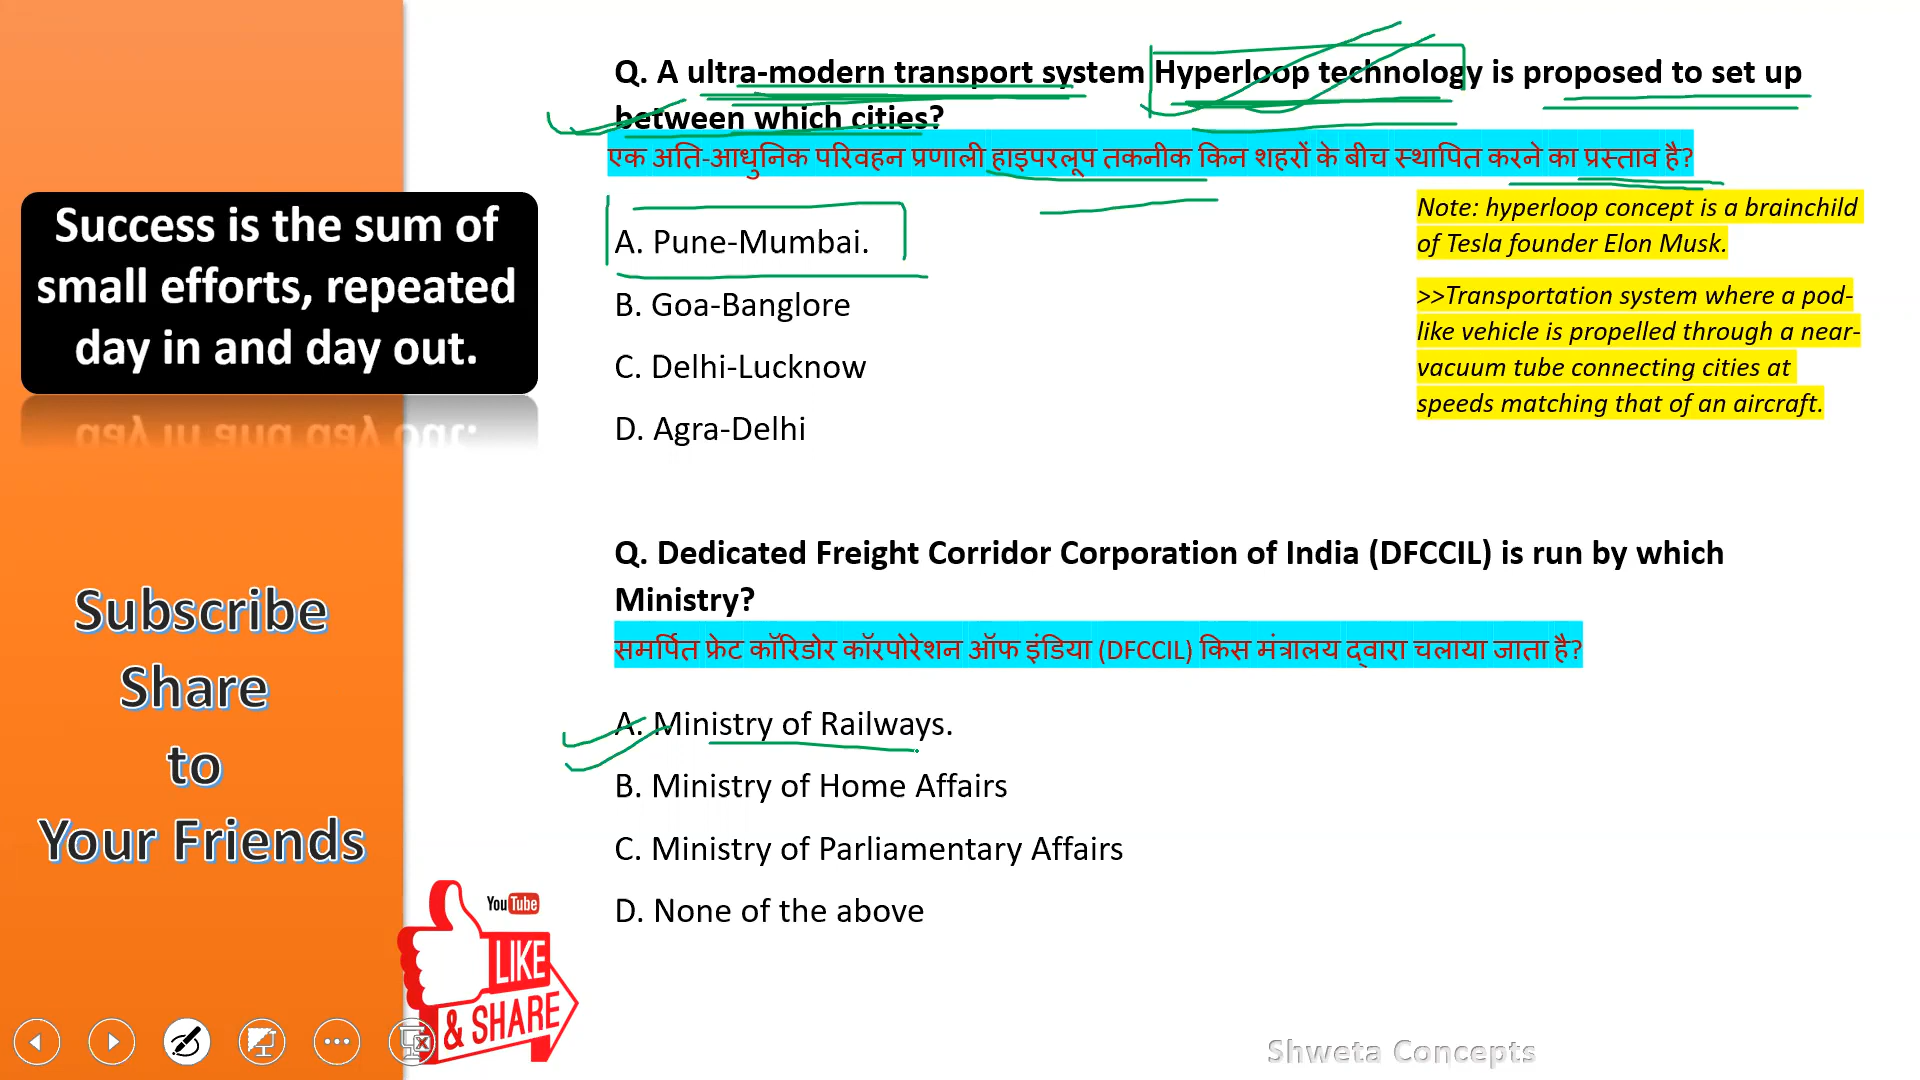 Success is the sum of
small efforts, repeated
day in and day out.
Subscribe
Share
to
Your Friends
Q. A ultra-modern transport system Hyperloop technology is proposed to set up
between which cities?
एक अति-आधुनिक परिवहन प्रणाली हाइपरलूप तकनीक किन शहरों के बीच स्थापित करने का प्रस्ताव है?
A. Pune-Mumbai.
B. Goa-Banglore
C. Delhi-Lucknow
D. Agra-Delhi
Note: hyperloop concept is a brainchild
of Tesla founder Elon Musk.
>>Transportation system where a pod-
like vehicle is propelled through a near-
vacuum tube connecting cities at
speeds matching that of an aircraft.
Q. Dedicated Freight Corridor Corporation of India (DFCCIL) is run by which
Ministry?
समर्पित फ्रेट कॉरिडोर कॉरपोरेशन ऑफ इंडिया (DFCCIL) किस मंत्रालय द्वारा चलाया जाता है?
A. Ministry of Railways.
B. Ministry of Home Affairs
C. Ministry of Parliamentary Affairs
D. None of the above
YouTube
LIKE
& SHARE
Shweta Concepts